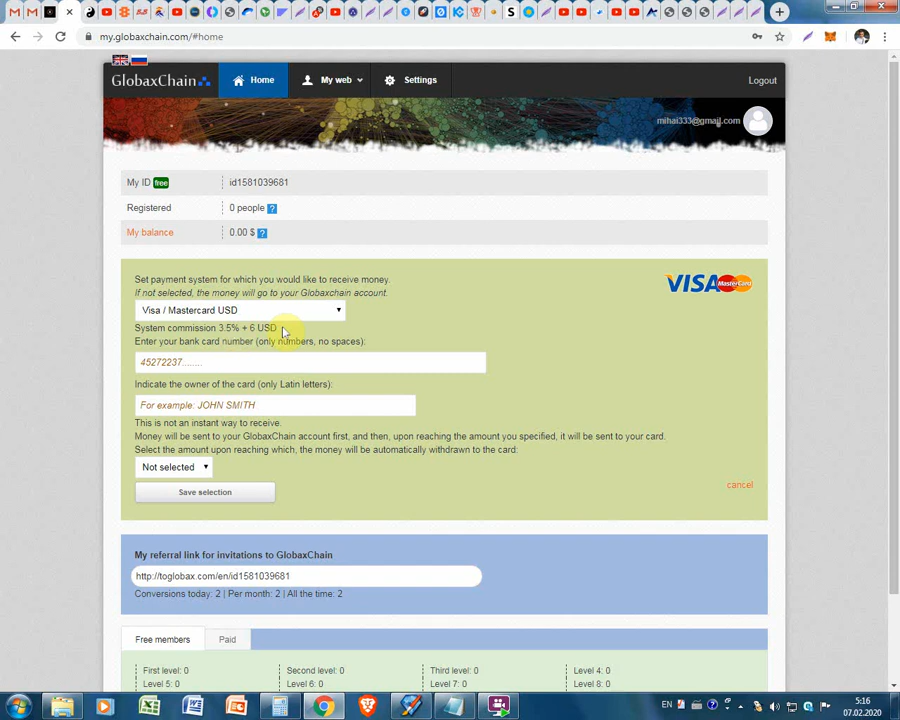 my.globaxchain.com/#home
GlobaxChain
Home
My web
Settings
Logout
mihai333@gmail.com
My ID free
id1581039681
Registered
0 people ?
My balance
0.00 $ ?
Set payment system for which you would like to receive money.
If not selected, the money will go to your Globaxchain account.
VISA MasterCard
Visa / Mastercard USD
System commission 3.5% + 6 USD
Enter your bank card number (only numbers, no spaces):
45272237........
Indicate the owner of the card (only Latin letters):
For example: JOHN SMITH
This is not an instant way to receive.
Money will be sent to your GlobaxChain account first, and then, upon reaching the amount you specified, it will be sent to your card.
Select the amount upon reaching which, the money will be automatically withdrawn to the card:
Not selected
Save selection
cancel
My referral link for invitations to GlobaxChain
http://toglobax.com/en/id1581039681
Conversions today: 2 | Per month: 2 | All the time: 2
Free members
Paid
First level: 0
Second level: 0
Third level: 0
Level 4: 0
Level 5: 0
Level 6: 0
Level 7: 0
Level 8: 0
EN
5:16
07.02.2020